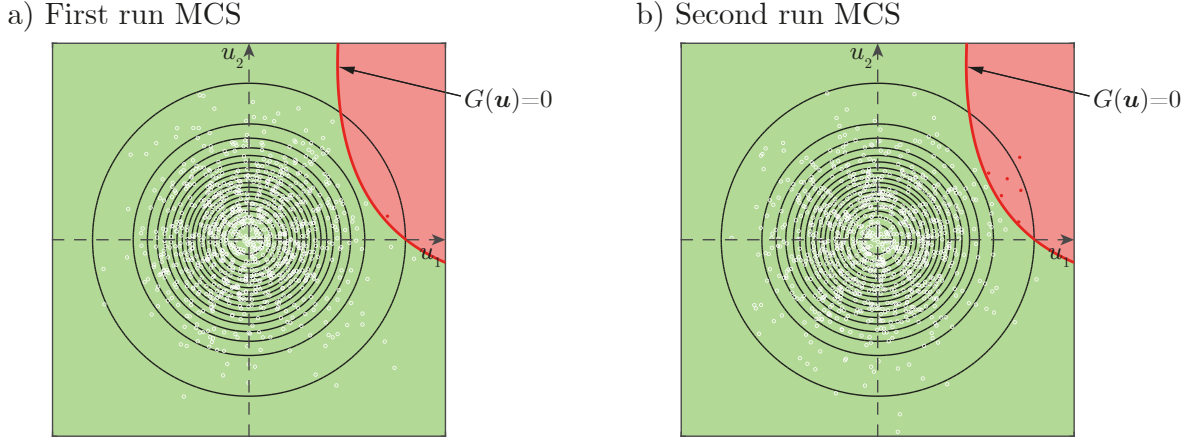 a) First run MCS
u2
G(u)=0
u1
b) Second run MCS
u2
G(u)=0
u1